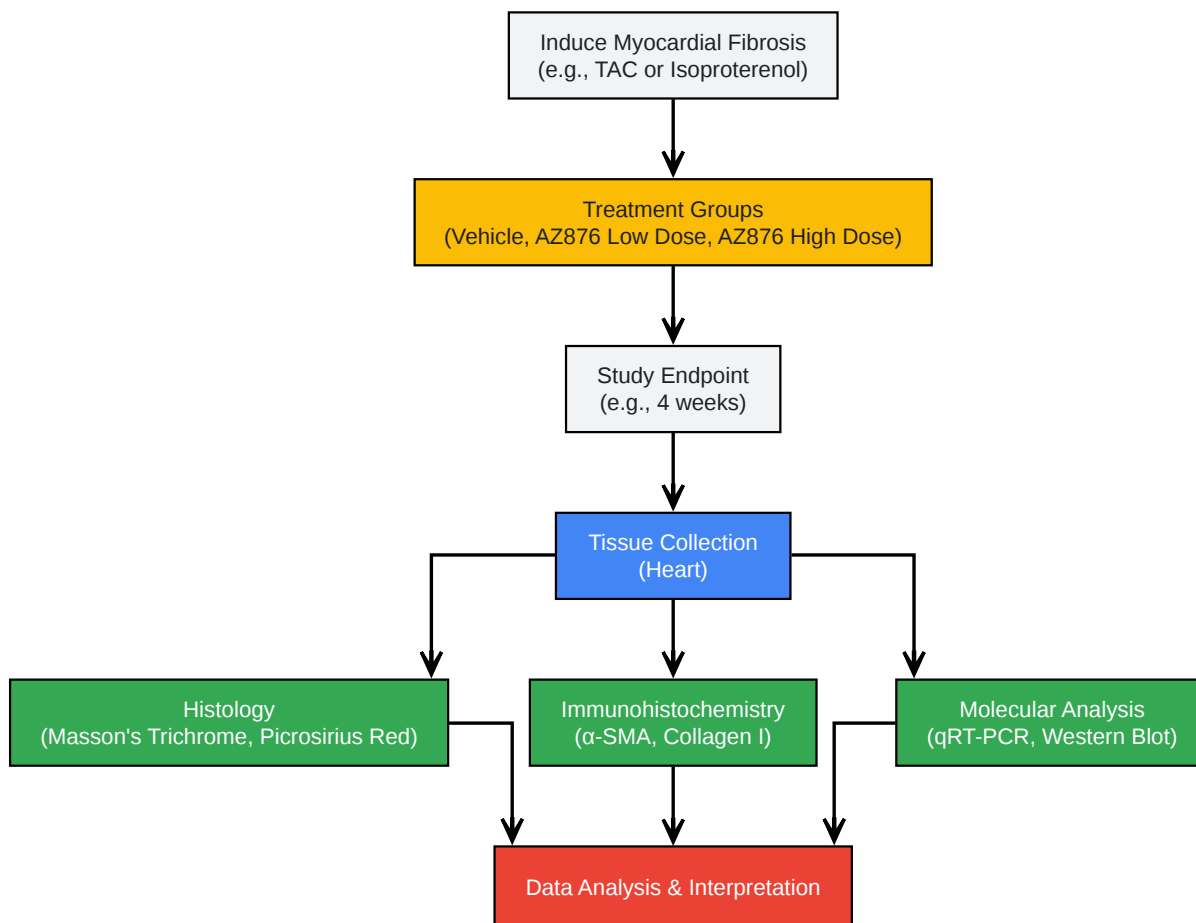 Induce Myocardial Fibrosis
(e.g., TAC or Isoproterenol)
Treatment Groups
(Vehicle, AZ876 Low Dose, AZ876 High Dose)
Study Endpoint
(e.g., 4 weeks)
Tissue Collection
(Heart)
Histology
(Masson's Trichrome, Picrosirius Red)
Immunohistochemistry
(α-SMA, Collagen I)
Molecular Analysis
(qRT-PCR, Western Blot)
Data Analysis & Interpretation